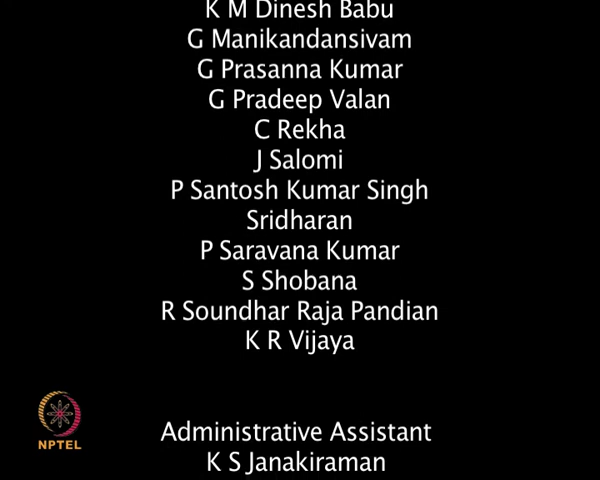 K M Dinesh Babu
G Manikandansivam
G Prasanna Kumar
G Pradeep Valan
C Rekha
J Salomi
P Santosh Kumar Singh
Sridharan
P Saravana Kumar
S Shobana
R Soundhar Raja Pandian
K R Vijaya
NPTEL
Administrative Assistant
K S Janakiraman